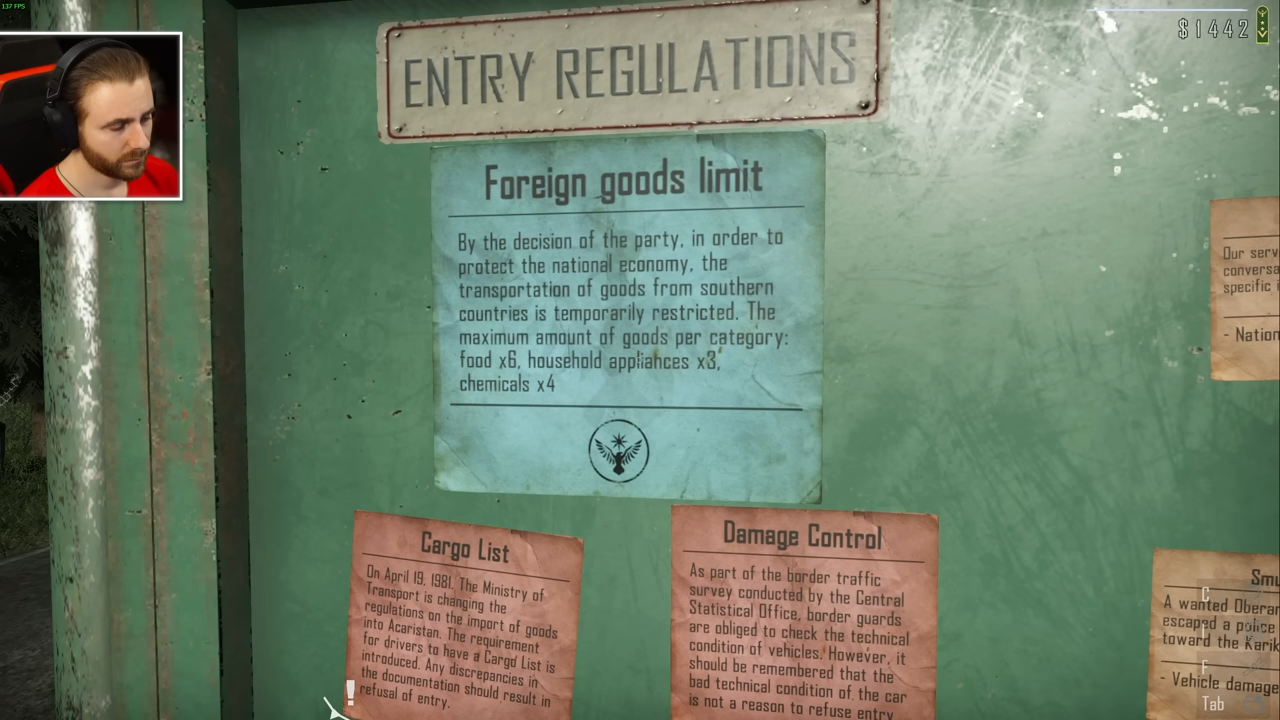 137 FPS
$1442
ENTRY REGULATIONS
Foreign goods limit
By the decision of the party, in order to
protect the national economy, the
transportation of goods from southern
countries is temporarily restricted. The
maximum amount of goods per category:
food x6, household appliances x3,
chemicals x4
Our serv
conversa
specific i
- Nation
Cargo List
On April 19, 1981, The Ministry of
Transport is changing the
regulations on the import of goods
into Acaristan. The requirement
for drivers to have a Cargo List is
introduced. Any discrepancies in
the documentation should result in
refusal of entry.
Damage Control
As part of the border traffic
survey conducted by the Central
Statistical Office, border guards
are obliged to check the technical
condition of vehicles. However, it
should be remembered that the
bad technical condition of the car
is not a reason to refuse entry
Smu
A wanted Oberan
escaped a police
toward the Karik
- Vehicle damage
C
F
Tab
!